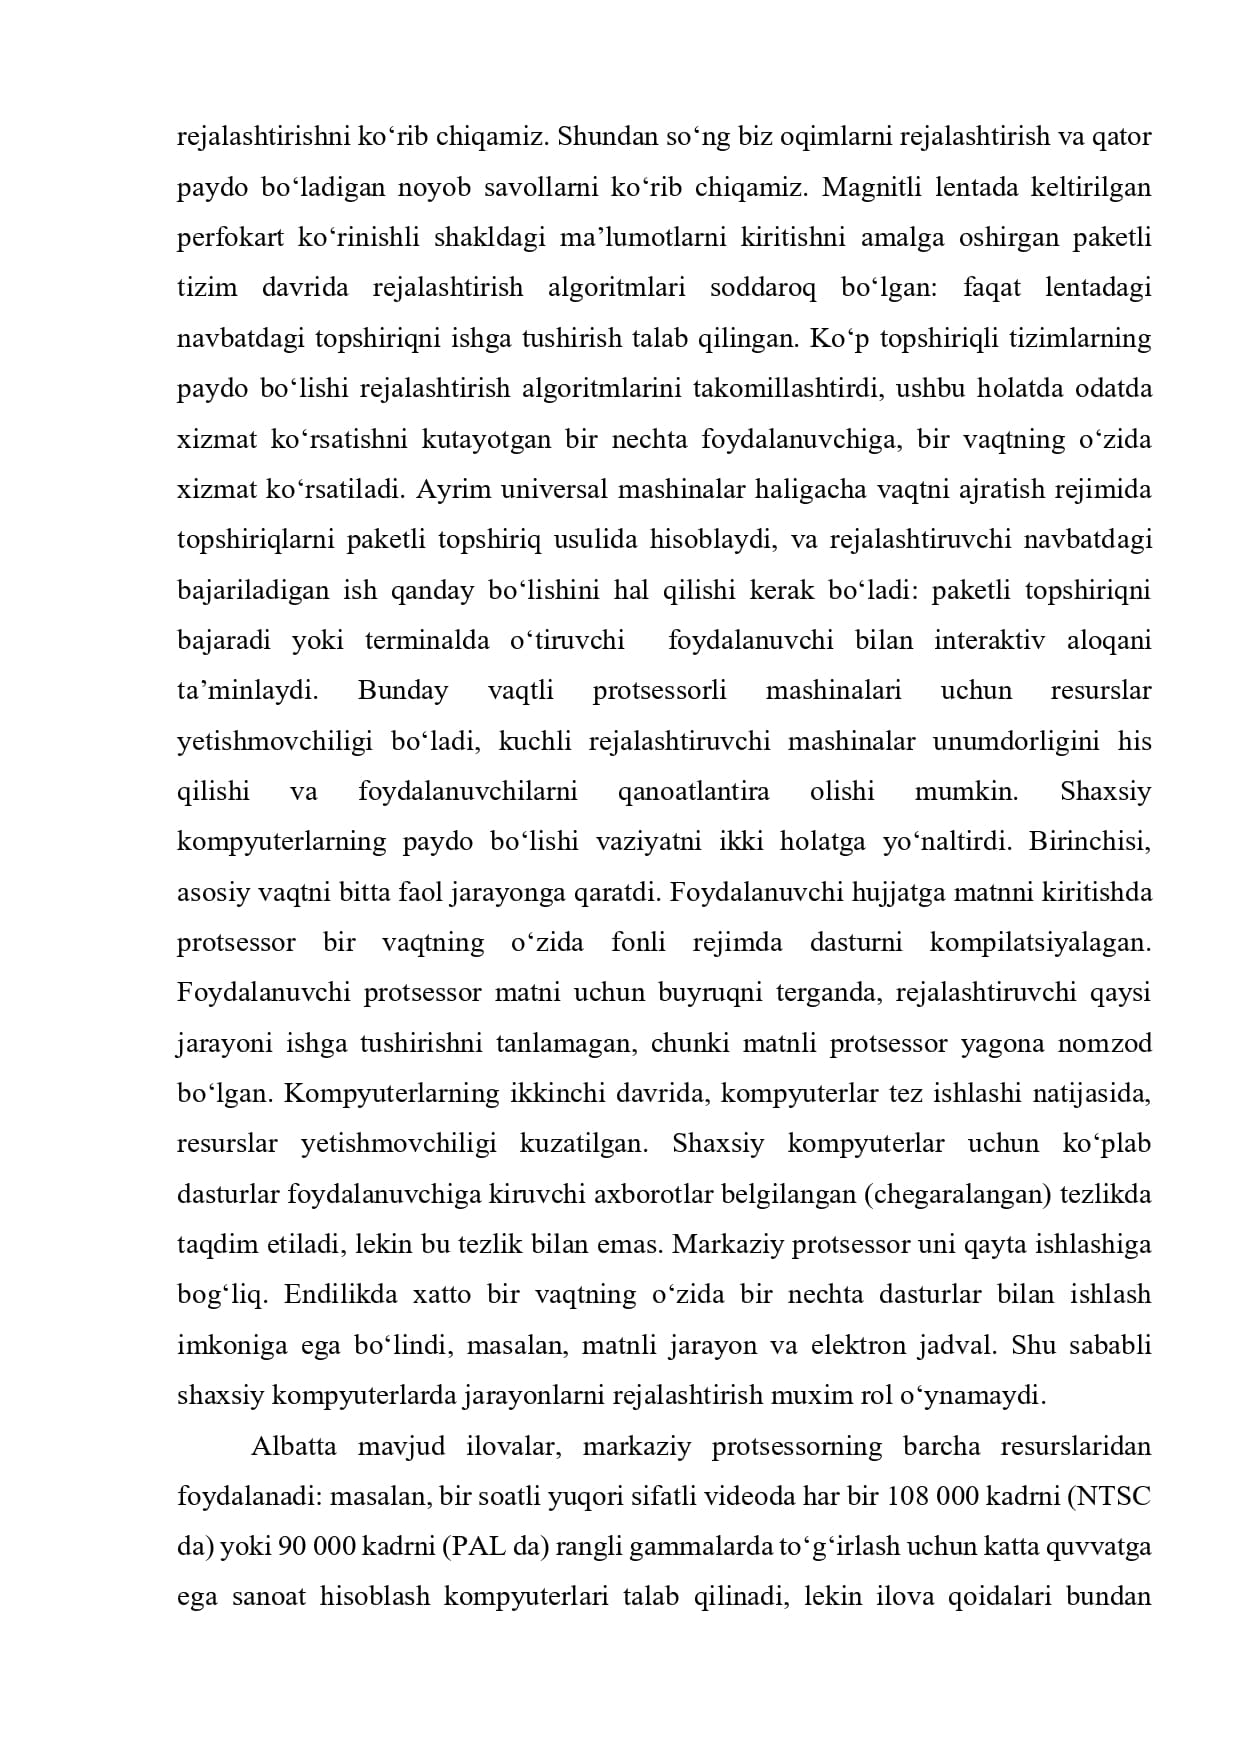 rejalashtirishni ko‘rib chiqamiz. Shundan so‘ng biz oqimlarni rejalashtirish va qator
paydo bo‘ladigan noyob savollarni ko‘rib chiqamiz. Magnitli lentada keltirilgan
perfokart ko‘rinishli shakldagi ma’lumotlarni kiritishni amalga oshirgan paketli
tizim davrida rejalashtirish algoritmlari soddaroq bo‘lgan: faqat lentadagi
navbatdagi topshiriqni ishga tushirish talab qilingan. Ko‘p topshiriqli tizimlarning
paydo bo‘lishi rejalashtirish algoritmlarini takomillashtirdi, ushbu holatda odatda
xizmat ko‘rsatishni kutayotgan bir nechta foydalanuvchiga, bir vaqtning o‘zida
xizmat ko‘rsatiladi. Ayrim universal mashinalar haligacha vaqtni ajratish rejimida
topshiriqlarni paketli topshiriq usulida hisoblaydi, va rejalashtiruvchi navbatdagi
bajariladigan ish qanday bo‘lishini hal qilishi kerak bo‘ladi: paketli topshiriqni
bajaradi yoki terminalda o‘tiruvchi foydalanuvchi bilan interaktiv aloqani
ta’minlaydi. Bunday vaqtli protsessorli mashinalari uchun resurslar
yetishmovchiligi bo‘ladi, kuchli rejalashtiruvchi mashinalar unumdorligini his
qilishi va foydalanuvchilarni qanoatlantira olishi mumkin. Shaxsiy
kompyuterlarning paydo bo‘lishi vaziyatni ikki holatga yo‘naltirdi. Birinchisi,
asosiy vaqtni bitta faol jarayonga qaratdi. Foydalanuvchi hujjatga matnni kiritishda
protsessor bir vaqtning o‘zida fonli rejimda dasturni kompilatsiyalagan.
Foydalanuvchi protsessor matni uchun buyruqni terganda, rejalashtiruvchi qaysi
jarayoni ishga tushirishni tanlamagan, chunki matnli protsessor yagona nomzod
bo‘lgan. Kompyuterlarning ikkinchi davrida, kompyuterlar tez ishlashi natijasida,
resurslar yetishmovchiligi kuzatilgan. Shaxsiy kompyuterlar uchun ko‘plab
dasturlar foydalanuvchiga kiruvchi axborotlar belgilangan (chegaralangan) tezlikda
taqdim etiladi, lekin bu tezlik bilan emas. Markaziy protsessor uni qayta ishlashiga
bog‘liq. Endilikda xatto bir vaqtning o‘zida bir nechta dasturlar bilan ishlash
imkoniga ega bo‘lindi, masalan, matnli jarayon va elektron jadval. Shu sababli
shaxsiy kompyuterlarda jarayonlarni rejalashtirish muxim rol o‘ynamaydi.
Albatta mavjud ilovalar, markaziy protsessorning barcha resurslaridan
foydalanadi: masalan, bir soatli yuqori sifatli videoda har bir 108 000 kadrni (NTSC
da) yoki 90 000 kadrni (PAL da) rangli gammalarda to‘g‘irlash uchun katta quvvatga
ega sanoat hisoblash kompyuterlari talab qilinadi, lekin ilova qoidalari bundan